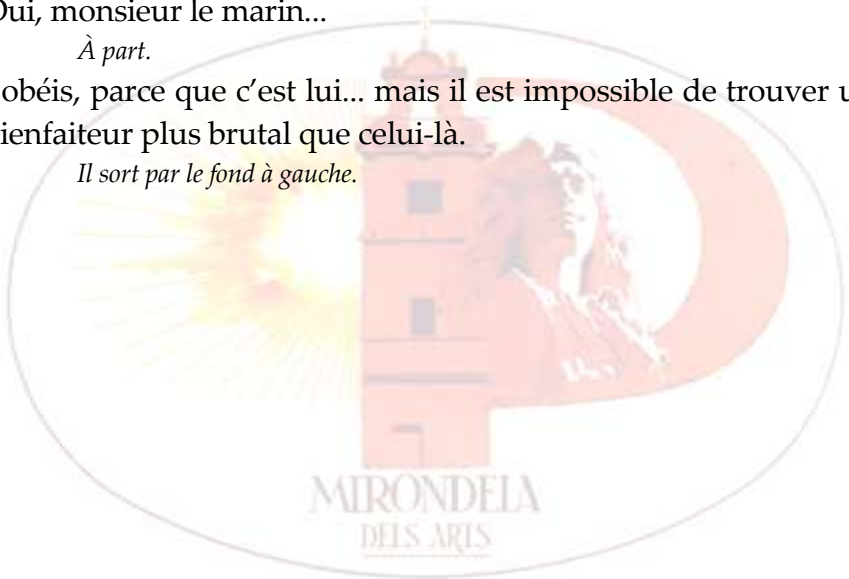 Oui, monsieur le marin...
À part.
obéis, parce que c'est lui... mais il est impossible de trouver u
ienfaiteur plus brutal que celui-là.
Il sort par le fond à gauche.
MIRONDELA
DELS ARTS